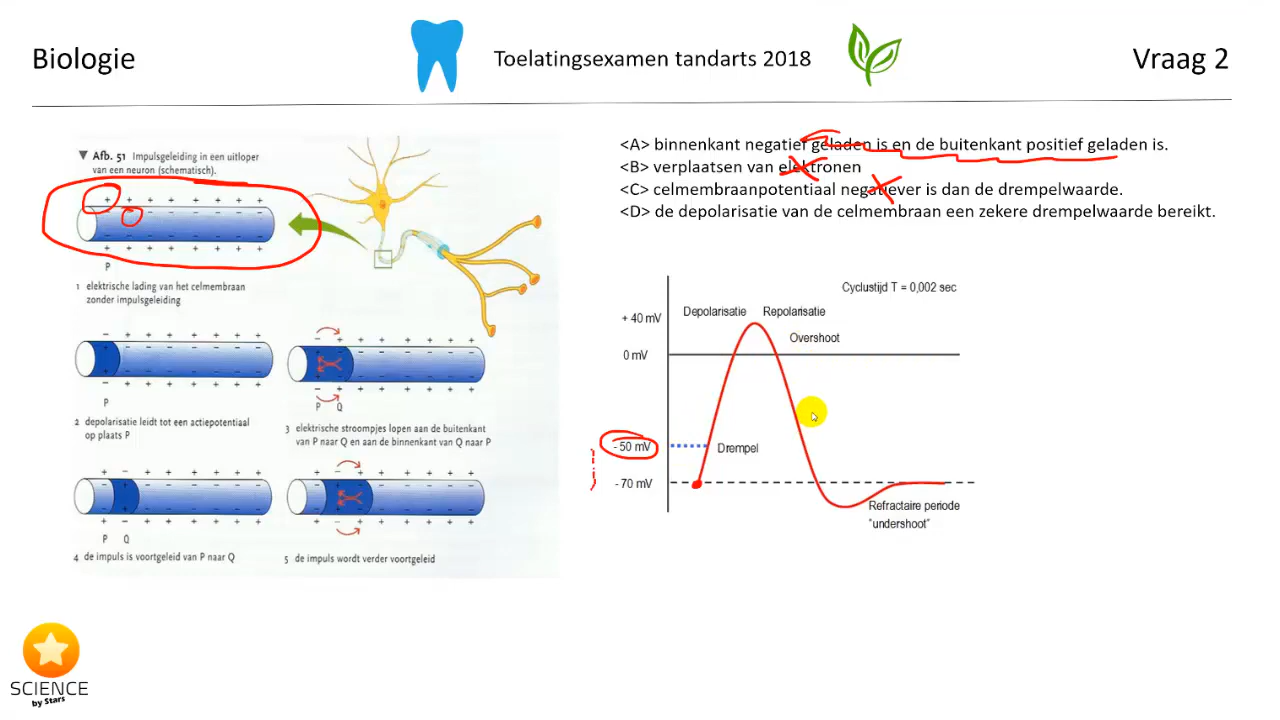 Biologie
Toelatingsexamen tandarts 2018
Vraag 2
▼ Afb. 51 Impulsgeleiding in een uitloper
van een neuron (schematisch).
+ + + + + + + +
- - - - - - - -
- - - - - - - -
+ + + + + + + +
P
1 elektrische lading van het celmembraan
zonder impulsgeleiding
- + + + + + + +
+ - - - - - - -
+ - - - - - - -
- + + + + + + +
P
2 depolarisatie leidt tot een actiepotentiaal
op plaats P
- + + + + + + +
- + + + + + + +
P Q
3 elektrische stroompjes lopen aan de buitenkant
van P naar Q en aan de binnenkant van Q naar P
+ - + + + + + +
+ - + + + + + +
P Q
4 de impuls is voortgeleid van P naar Q
+ - + + + + + +
+ - + + + + + +
5 de impuls wordt verder voortgeleid
<A> binnenkant negatief geladen is en de buitenkant positief geladen is.
<B> verplaatsen van elektronen
<C> celmembraanpotentiaal negatiever is dan de drempelwaarde.
<D> de depolarisatie van de celmembraan een zekere drempelwaarde bereikt.
Cyclustijd T = 0,002 sec
Depolarisatie Repolarisatie
+ 40 mV
Overshoot
0 mV
- 50 mV
Drempel
- 70 mV
Refractaire periode
"undershoot"
SCIENCE
by Stars